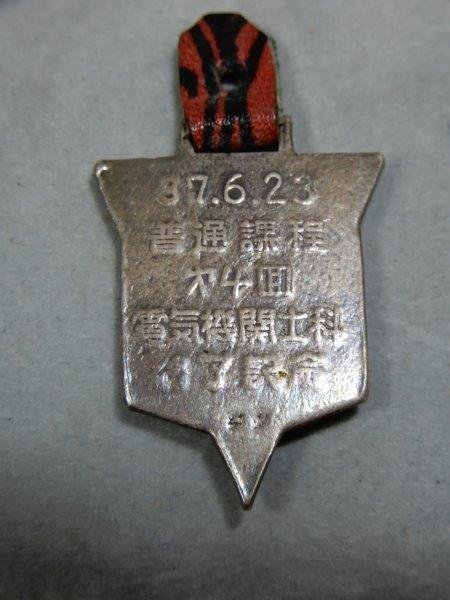 37.6.23
普通課程
才4回
電気機関士科
修了記念